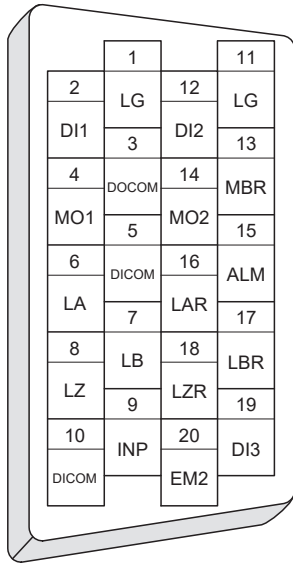 1 11
2 LG 12 LG
DI1 3 DI2 13
4 DOCOM 14 MBR
MO1 5 MO2 15
6 DICOM 16 ALM
LA 7 LAR 17
8 LB 18 LBR
LZ 9 LZR 19
10 INP 20 DI3
DICOM EM2